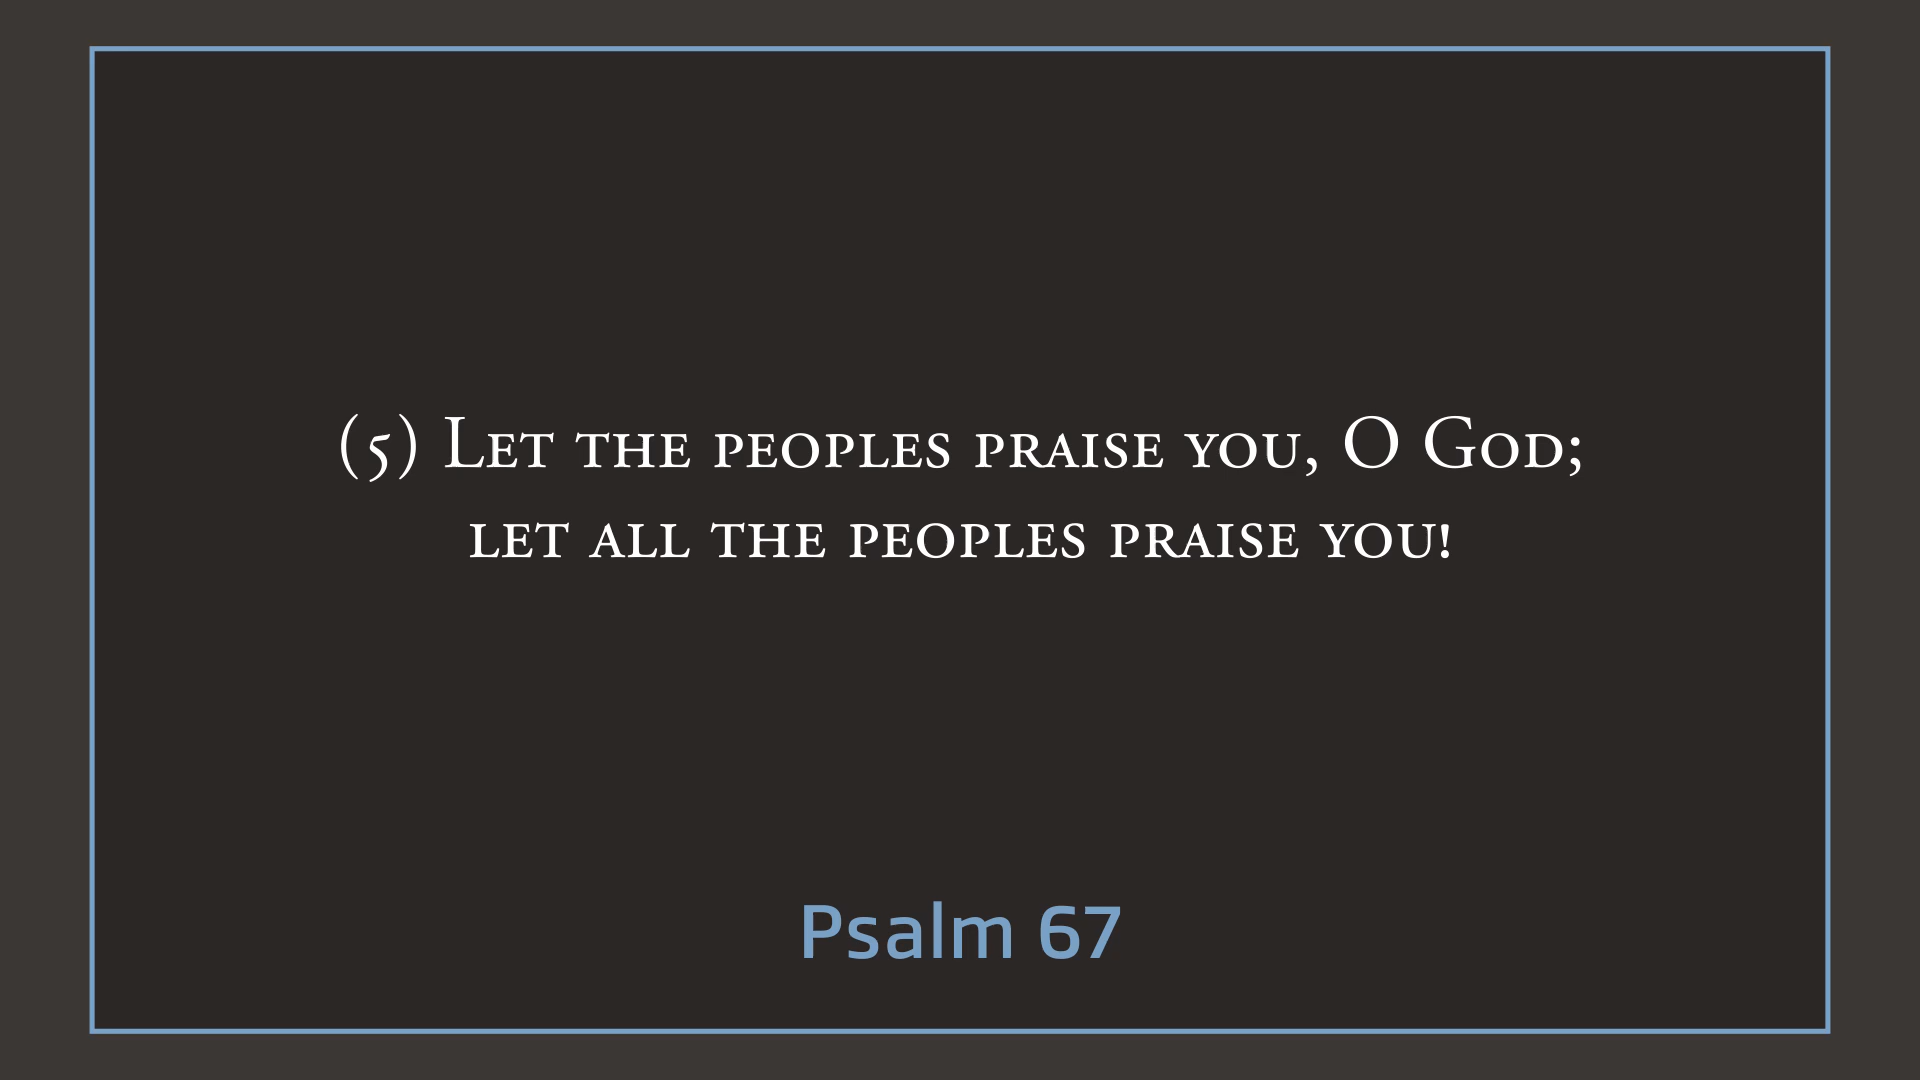 (5) Let the peoples praise you, O God;
let all the peoples praise you!
Psalm 67